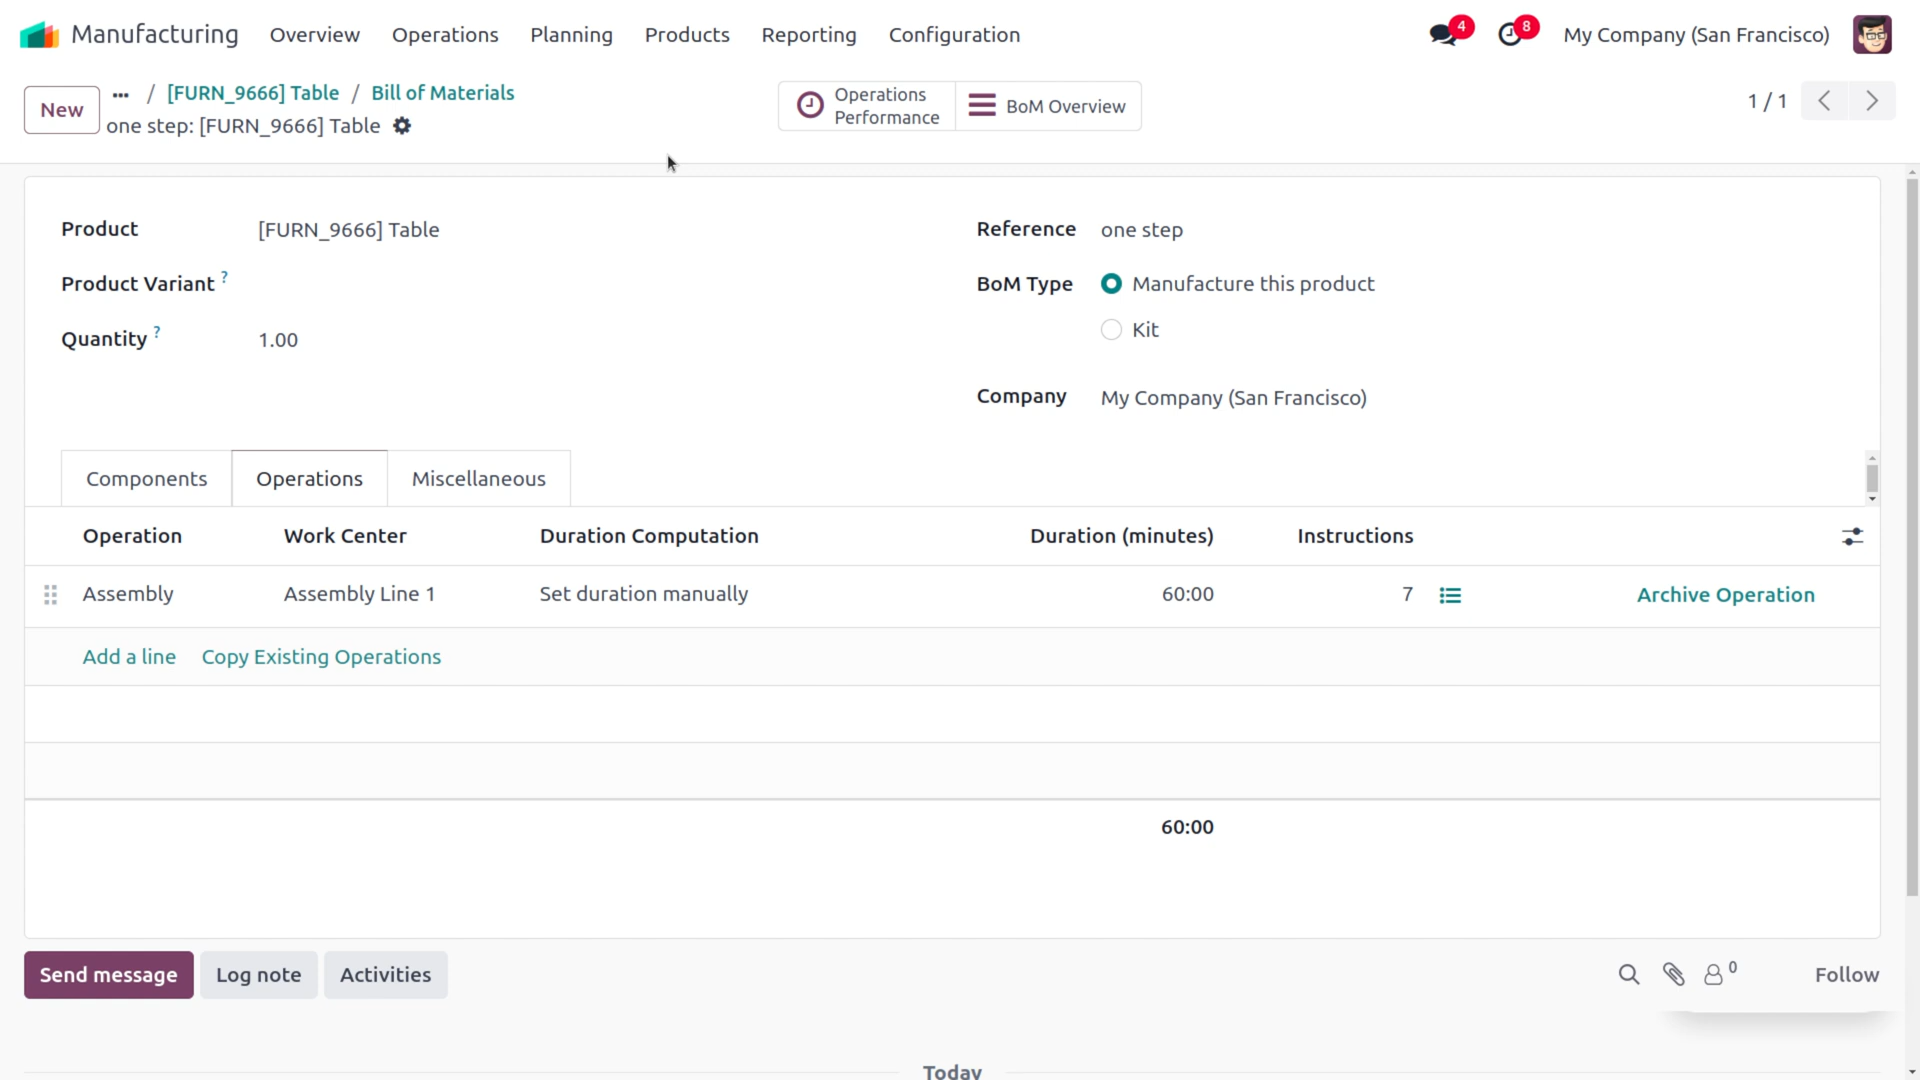 Manufacturing Overview Operations Planning Products Reporting Configuration 4 8 My Company (San Francisco)
New ... / [FURN_9666] Table / Bill of Materials
one step: [FURN_9666] Table
Operations Performance
BoM Overview
1 / 1
Product [FURN_9666] Table
Reference one step
Product Variant ?
BoM Type Manufacture this product
Kit
Quantity ? 1.00
Company My Company (San Francisco)
Components Operations Miscellaneous
Operation Work Center Duration Computation Duration (minutes) Instructions
Assembly Assembly Line 1 Set duration manually 60:00 7 Archive Operation
Add a line Copy Existing Operations
60:00
Send message Log note Activities 0 Follow
Today